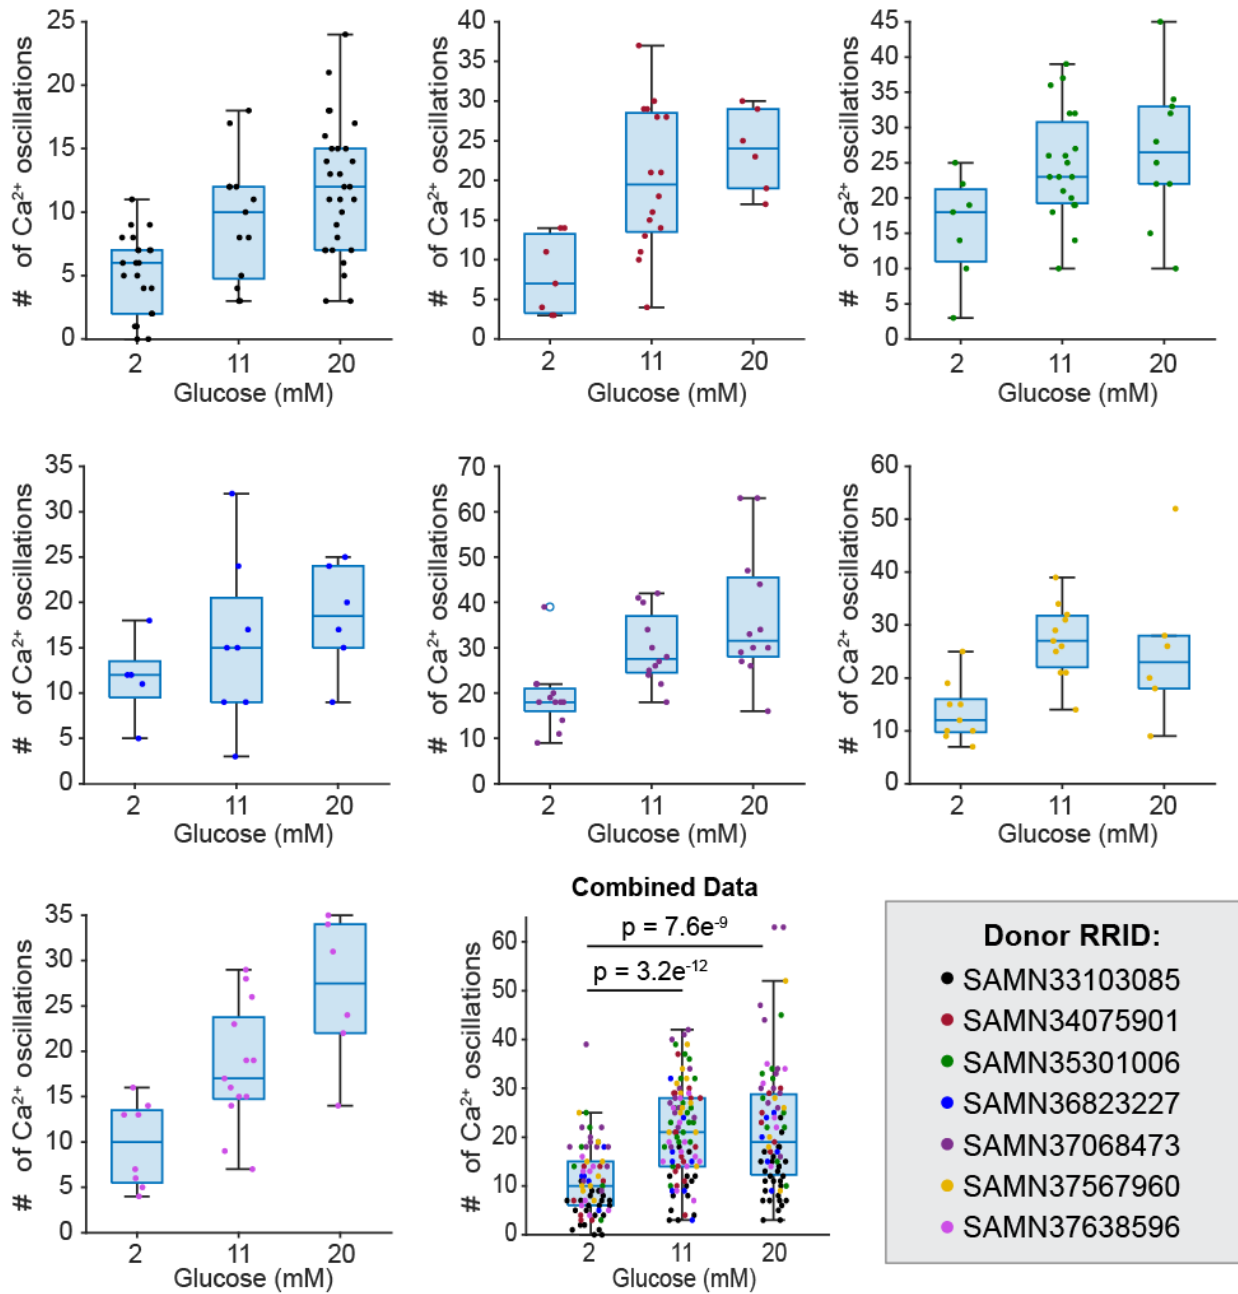 # of Ca²⁺ oscillations
25
20
15
10
5
0
2 11 20
Glucose (mM)
# of Ca²⁺ oscillations
40
35
30
25
20
15
10
5
0
2 11 20
Glucose (mM)
# of Ca²⁺ oscillations
45
40
35
30
25
20
15
10
5
0
2 11 20
Glucose (mM)
# of Ca²⁺ oscillations
35
30
25
20
15
10
5
0
2 11 20
Glucose (mM)
# of Ca²⁺ oscillations
70
60
50
40
30
20
10
0
2 11 20
Glucose (mM)
# of Ca²⁺ oscillations
60
50
40
30
20
10
0
2 11 20
Glucose (mM)
# of Ca²⁺ oscillations
35
30
25
20
15
10
5
0
2 11 20
Glucose (mM)
Combined Data
p = 7.6e⁻⁹
p = 3.2e⁻¹²
# of Ca²⁺ oscillations
60
50
40
30
20
10
0
2 11 20
Glucose (mM)
Donor RRID:
SAMN33103085
SAMN34075901
SAMN35301006
SAMN36823227
SAMN37068473
SAMN37567960
SAMN37638596